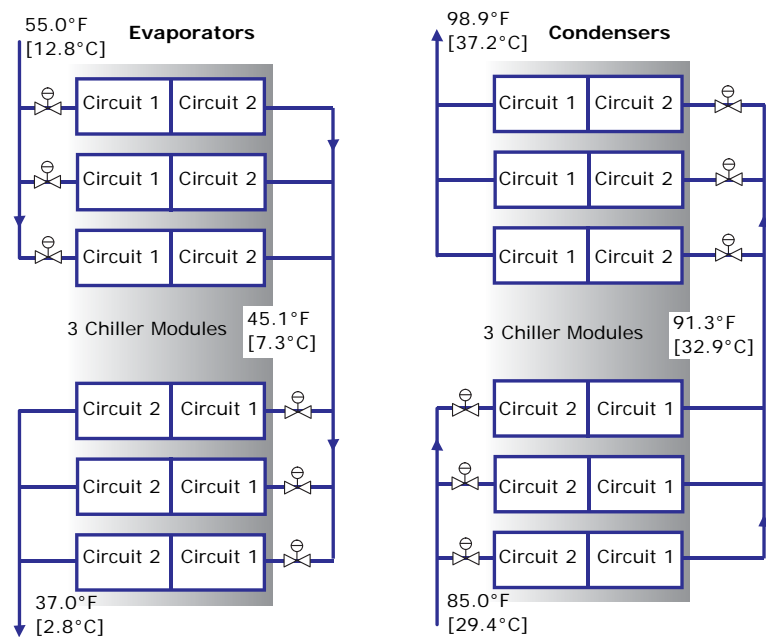 55.0°F
[12.8°C]
Evaporators
Circuit 1 Circuit 2
Circuit 1 Circuit 2
Circuit 1 Circuit 2
3 Chiller Modules
45.1°F
[7.3°C]
Circuit 2 Circuit 1
Circuit 2 Circuit 1
Circuit 2 Circuit 1
37.0°F
[2.8°C]
98.9°F
[37.2°C]
Condensers
Circuit 1 Circuit 2
Circuit 1 Circuit 2
Circuit 1 Circuit 2
3 Chiller Modules
91.3°F
[32.9°C]
Circuit 2 Circuit 1
Circuit 2 Circuit 1
Circuit 2 Circuit 1
85.0°F
[29.4°C]